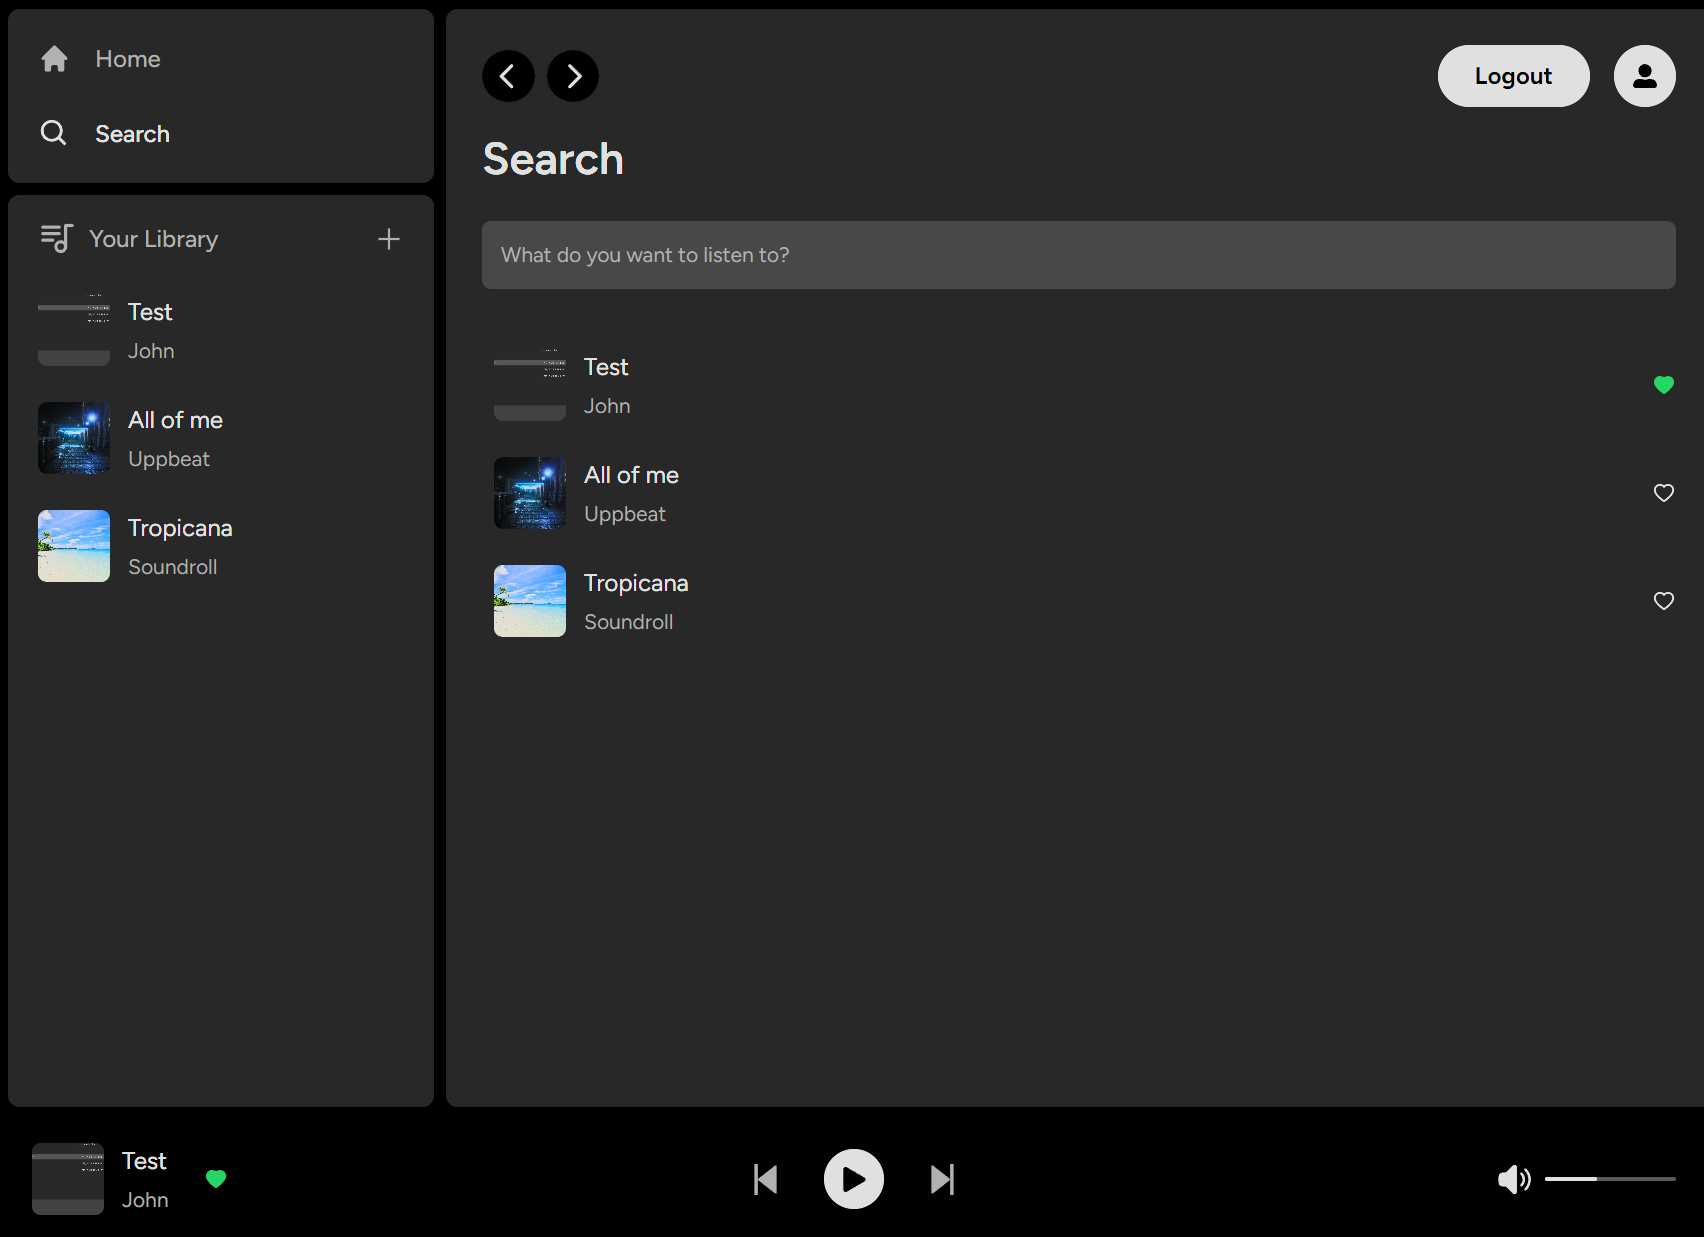 Home
Search
Your Library
Test
John
All of me
Uppbeat
Tropicana
Soundroll
Logout
Search
What do you want to listen to?
Test
John
All of me
Uppbeat
Tropicana
Soundroll
Test
John